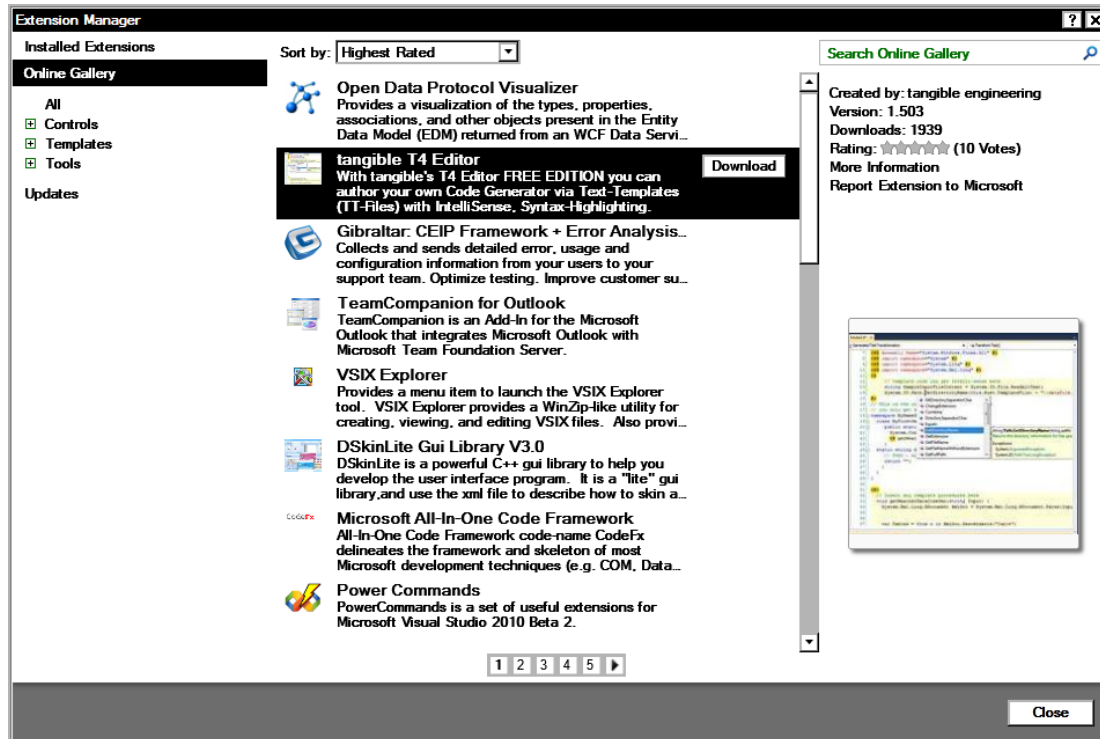 Extension Manager
Installed Extensions
Online Gallery
All
Controls
Templates
Tools
Updates
Sort by: Highest Rated
Open Data Protocol Visualizer
Provides a visualization of the types, properties,
associations, and other objects present in the Entity
Data Model (EDM) returned from an WCF Data Servi...
tangible T4 Editor
Download
With tangible's T4 Editor FREE EDITION you can
author your own Code Generator via Text-Templates
(TT-Files) with IntelliSense, Syntax-Highlighting.
Gibraltar: CEIP Framework + Error Analysis...
Collects and sends detailed error, usage and
configuration information from your users to your
support team. Optimize testing. Improve customer su...
TeamCompanion for Outlook
TeamCompanion is an Add-In for the Microsoft
Outlook that integrates Microsoft Outlook with
Microsoft Team Foundation Server.
VSIX Explorer
Provides a menu item to launch the VSIX Explorer
tool. VSIX Explorer provides a WinZip-like utility for
creating, viewing, and editing VSIX files. Also provi...
DSkinLite Gui Library V3.0
DSkinLite is a powerful C++ gui library to help you
develop the user interface program. It is a "lite" gui
library,and use the xml file to describe how to skin a...
CodeFx
Microsoft All-In-One Code Framework
All-In-One Code Framework code-name CodeFx
delineates the framework and skeleton of most
Microsoft development techniques (e.g. COM, Data...
Power Commands
PowerCommands is a set of useful extensions for
Microsoft Visual Studio 2010 Beta 2.
1 2 3 4 5
Search Online Gallery
Created by: tangible engineering
Version: 1.503
Downloads: 1939
Rating: (10 Votes)
More Information
Report Extension to Microsoft
Close